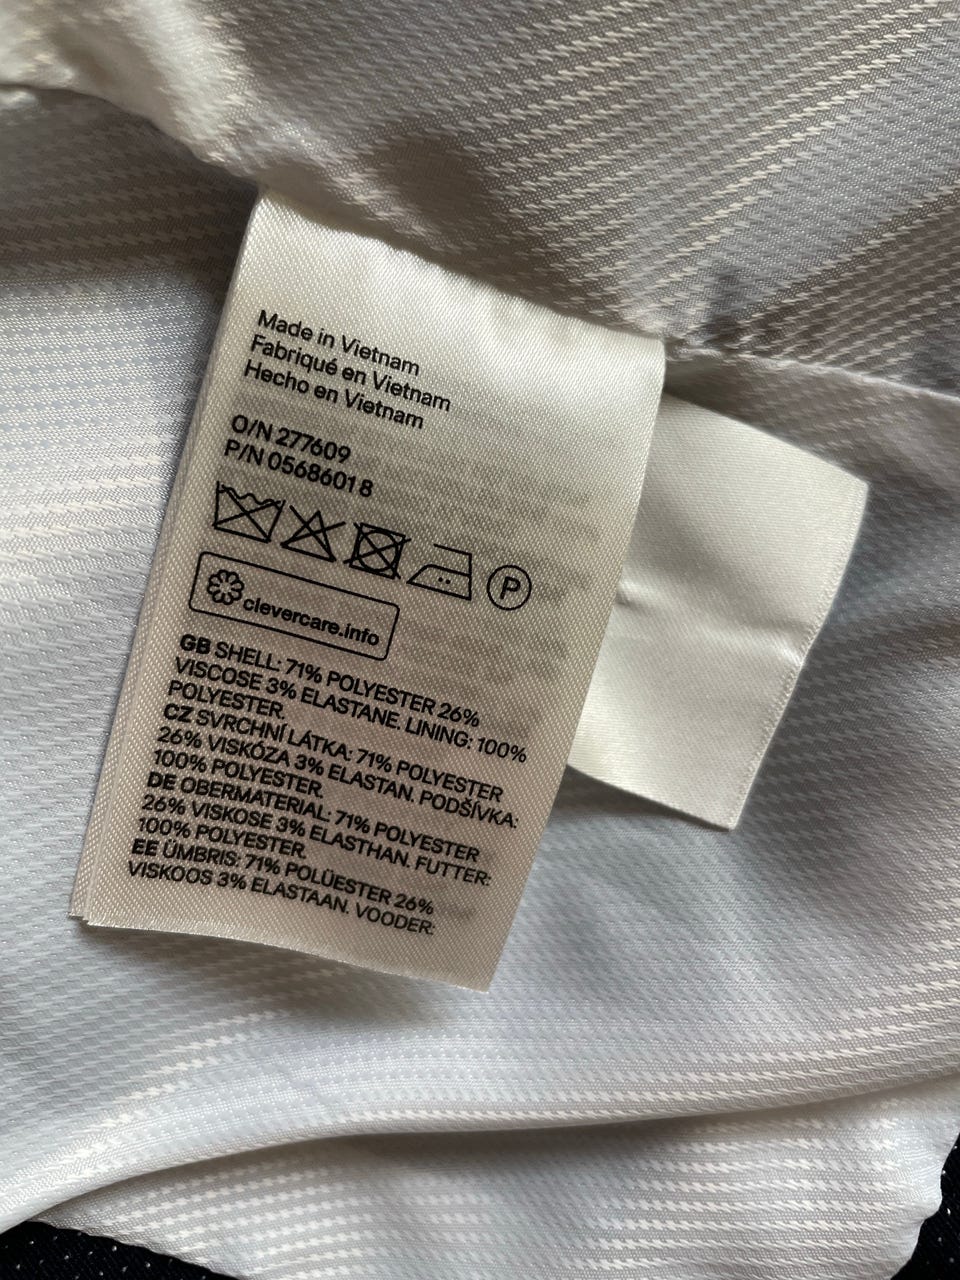 Made in Vietnam
Fabriqué en Vietnam
Hecho en Vietnam
O/N 277609
P/N 0568601 8
P
clevercare.info
GB SHELL: 71% POLYESTER 26%
VISCOSE 3% ELASTANE. LINING: 100%
POLYESTER.
CZ SVRCHNÍ LÁTKA: 71% POLYESTER
26% VISKÓZA 3% ELASTAN. PODŠÍVKA:
100% POLYESTER.
DE OBERMATERIAL: 71% POLYESTER
26% VISKOSE 3% ELASTHAN. FUTTER:
100% POLYESTER.
EE ÜMBRIS: 71% POLÜESTER 26%
VISKOOS 3% ELASTAAN. VOODER: